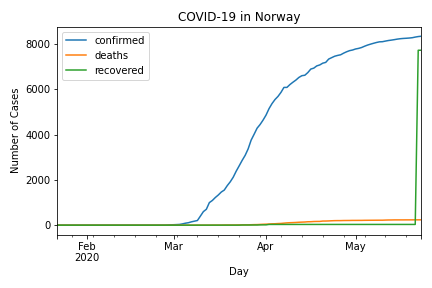 COVID-19 in Norway
confirmed
deaths
recovered
Number of Cases
8000
6000
4000
2000
0
Feb
2020
Mar
Apr
May
Day